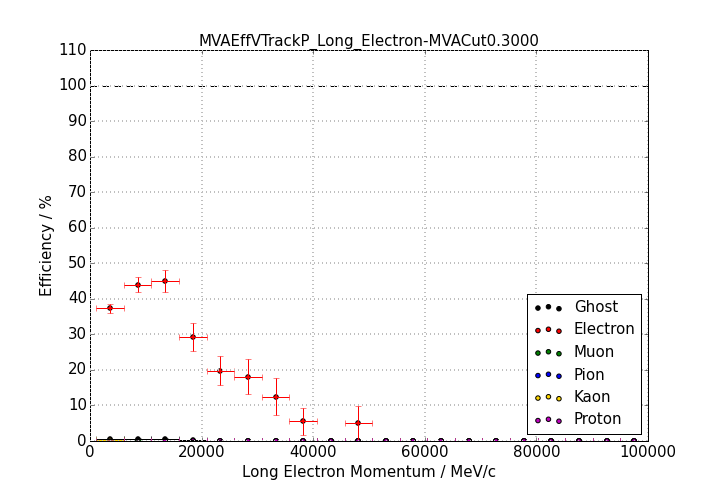 MVAEffVTrackP_Long_Electron-MVACut0.3000
110
100
90
80
70
60
50
40
30
20
10
0
Efficiency / %
Ghost
Electron
Muon
Pion
Kaon
Proton
0 20000 40000 60000 80000 100000
Long Electron Momentum / MeV/c